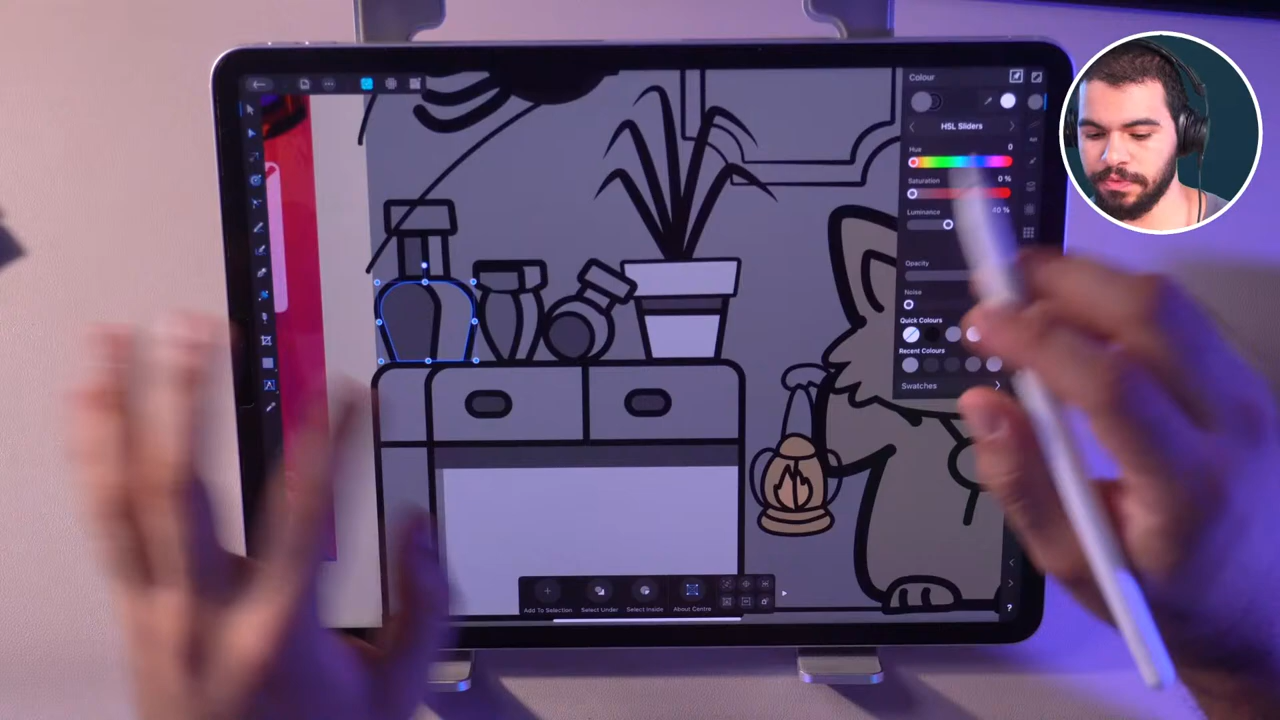 Colour
HSL Sliders
Hue
0
Saturation
0 %
Luminance
40 %
Opacity
Noise
Quick Colours
Recent Colours
Swatches
Add To Selection
Select Under
Select Inside
About Centre
?